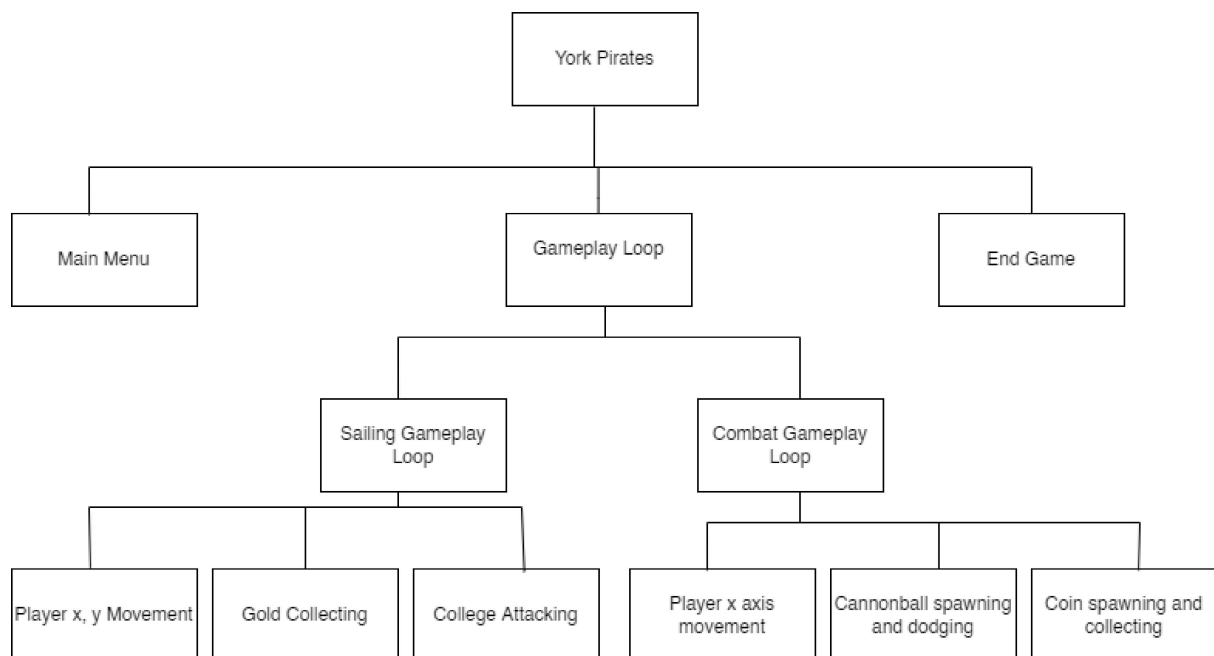 York Pirates
Main Menu
Gameplay Loop
End Game
Sailing Gameplay
Loop
Combat Gameplay
Loop
Player x, y Movement
Gold Collecting
College Attacking
Player x axis
movement
Cannonball spawning
and dodging
Coin spawning and
collecting